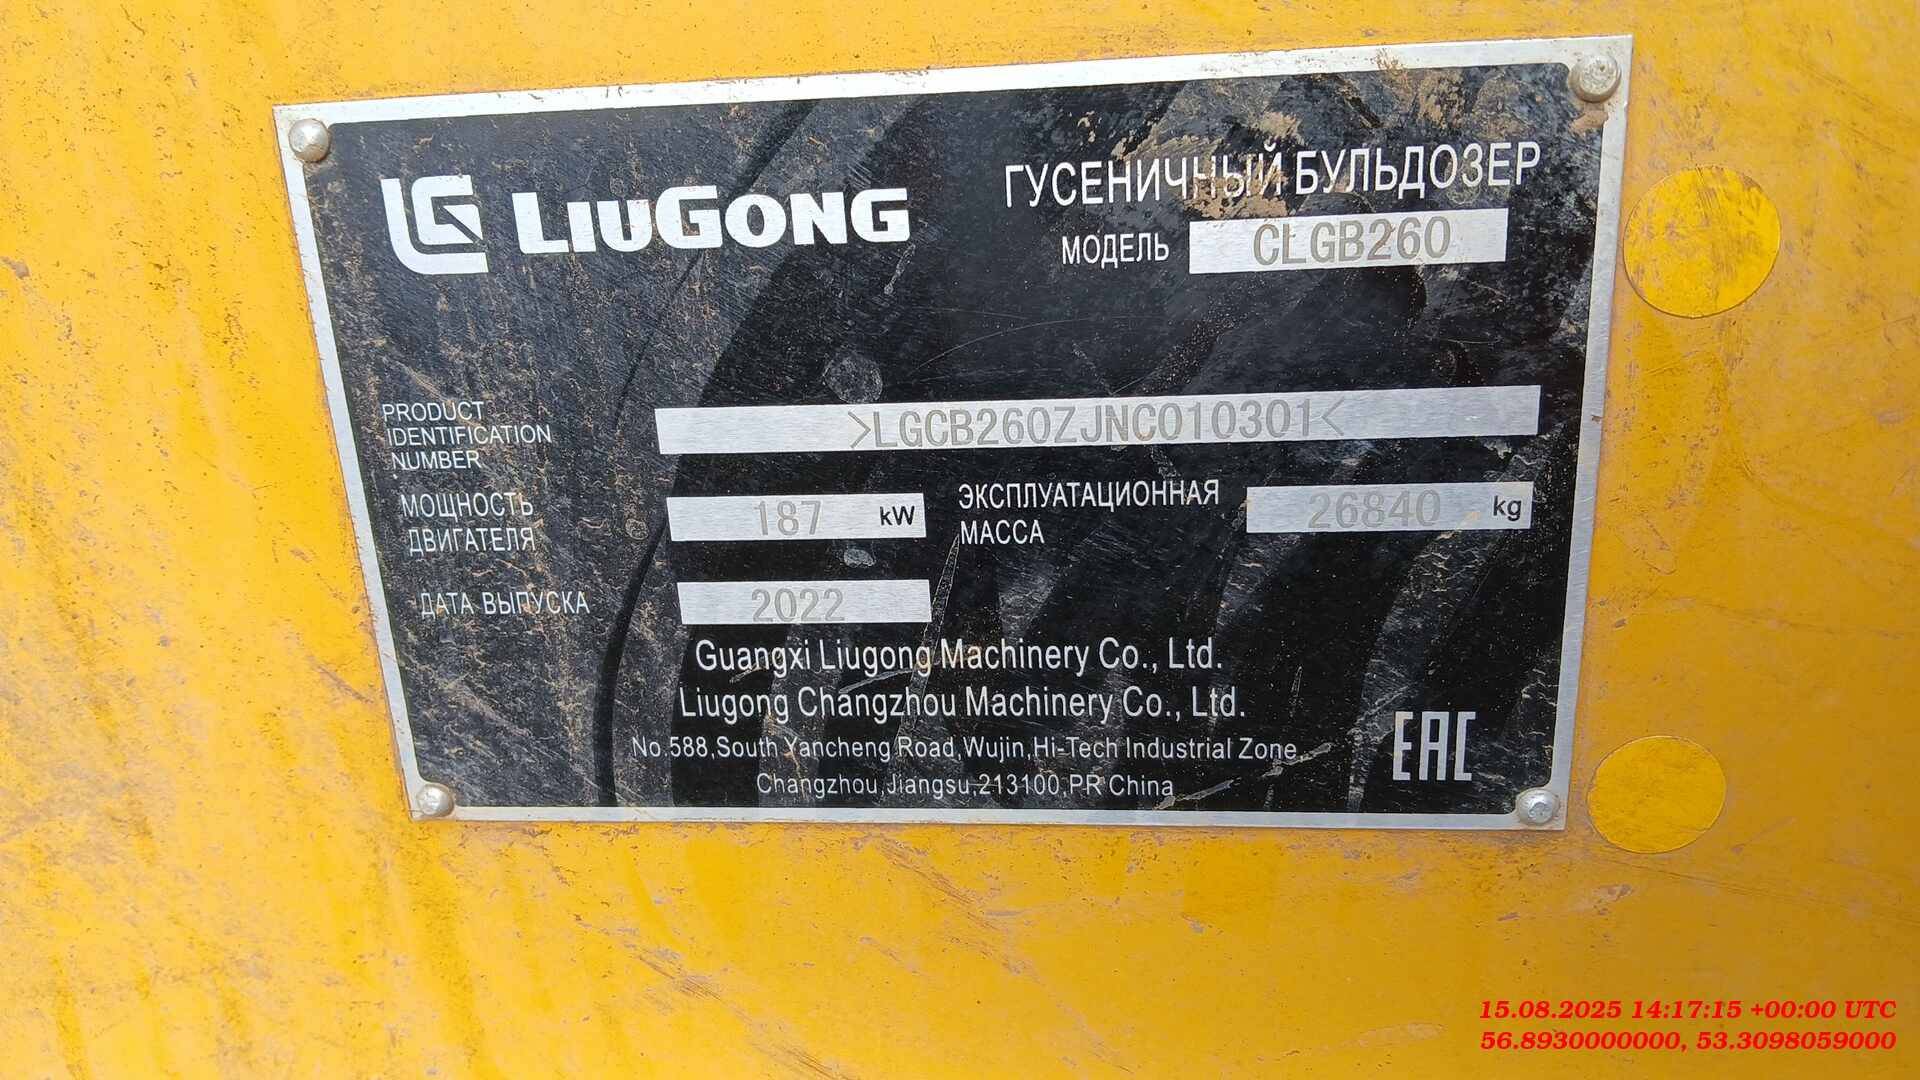 LG LIUGONG
ГУСЕНИЧНЫЙ БУЛЬДОЗЕР
МОДЕЛЬ CLGB260
PRODUCT
IDENTIFICATION
NUMBER
>LGCB260ZJNC010301<
МОЩНОСТЬ
ДВИГАТЕЛЯ
187 kW
ЭКСПЛУАТАЦИОННАЯ
МАССА
26840 kg
ДАТА ВЫПУСКА 2022
Guangxi Liugong Machinery Co., Ltd.
Liugong Changzhou Machinery Co., Ltd.
No.588,South Yancheng Road,Wujin,Hi-Tech Industrial Zone,
Changzhou,Jiangsu,213100,PR China
EAC
15.08.2025 14:17:15 +00:00 UTC
56.8930000000, 53.3098059000